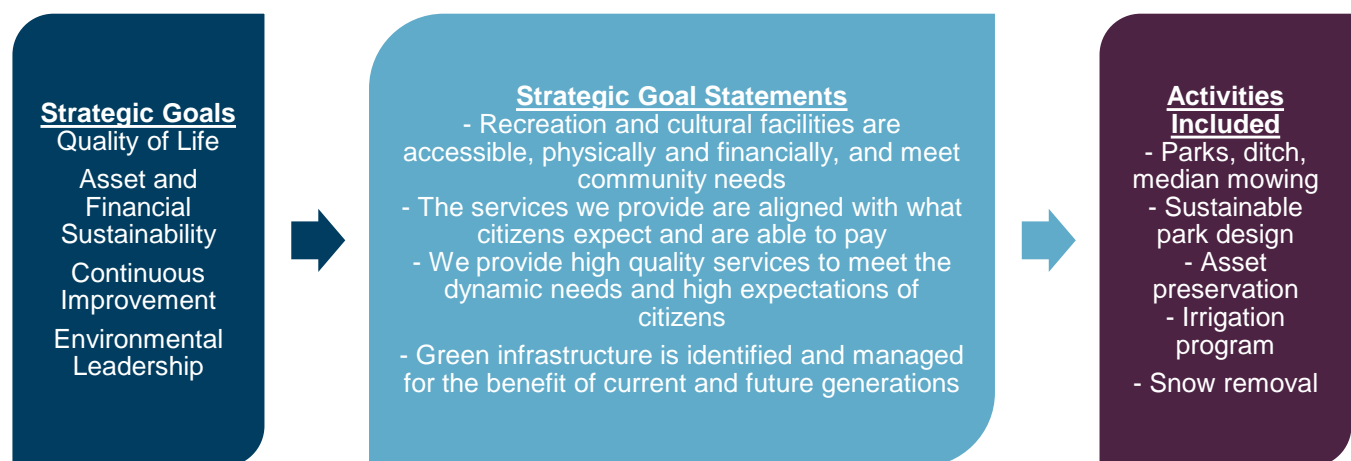 Strategic Goals
Quality of Life
Asset and
Financial
Sustainability
Continuous
Improvement
Environmental
Leadership
Strategic Goal Statements
- Recreation and cultural facilities are
accessible, physically and financially, and meet
community needs
- The services we provide are aligned with what
citizens expect and are able to pay
- We provide high quality services to meet the
dynamic needs and high expectations of
citizens
- Green infrastructure is identified and managed
for the benefit of current and future generations
Activities
Included
- Parks, ditch,
median mowing
- Sustainable
park design
- Asset
preservation
- Irrigation
program
- Snow removal